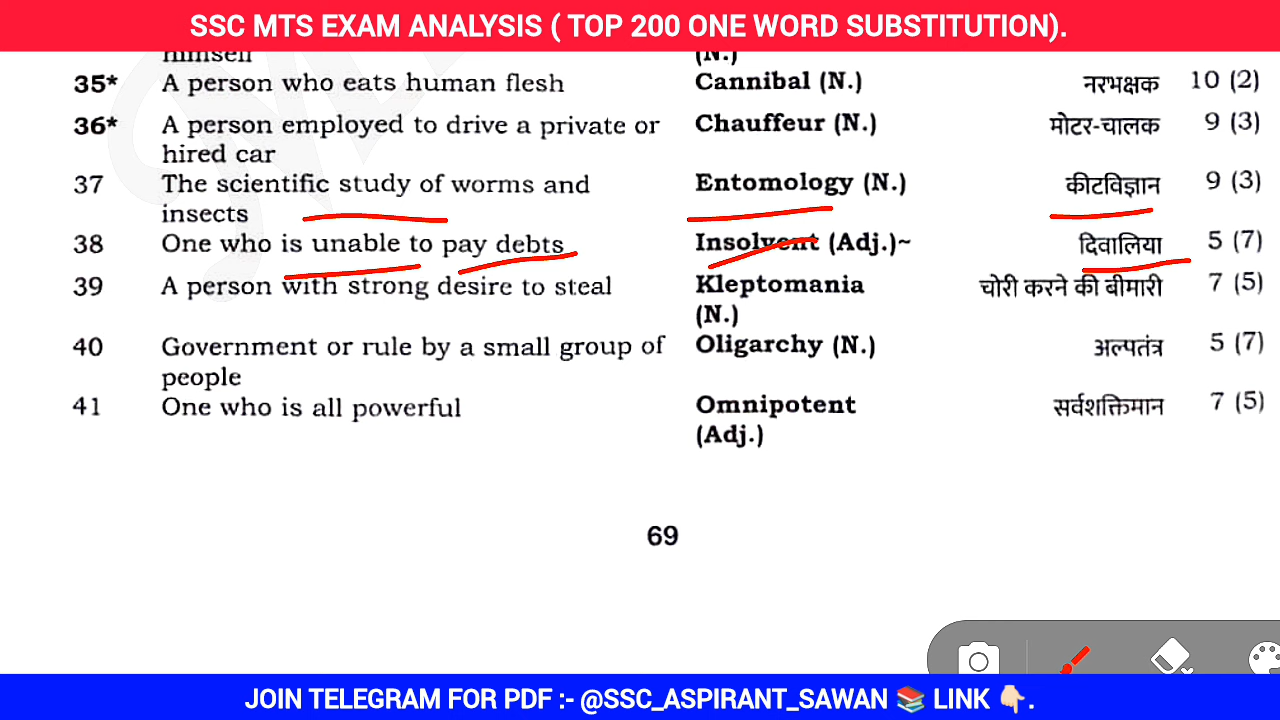 SSC MTS EXAM ANALYSIS ( TOP 200 ONE WORD SUBSTITUTION).
himself (N.)
35* A person who eats human flesh Cannibal (N.) नरभक्षक 10 (2)
36* A person employed to drive a private or Chauffeur (N.) मोटर-चालक 9 (3)
hired car
37 The scientific study of worms and Entomology (N.) कीटविज्ञान 9 (3)
insects
38 One who is unable to pay debts Insolvent (Adj.)~ दिवालिया 5 (7)
39 A person with strong desire to steal Kleptomania चोरी करने की बीमारी 7 (5)
(N.)
40 Government or rule by a small group of Oligarchy (N.) अल्पतंत्र 5 (7)
people
41 One who is all powerful Omnipotent सर्वशक्तिमान 7 (5)
(Adj.)
69
JOIN TELEGRAM FOR PDF :- @SSC_ASPIRANT_SAWAN 📚 LINK 👇🏻.